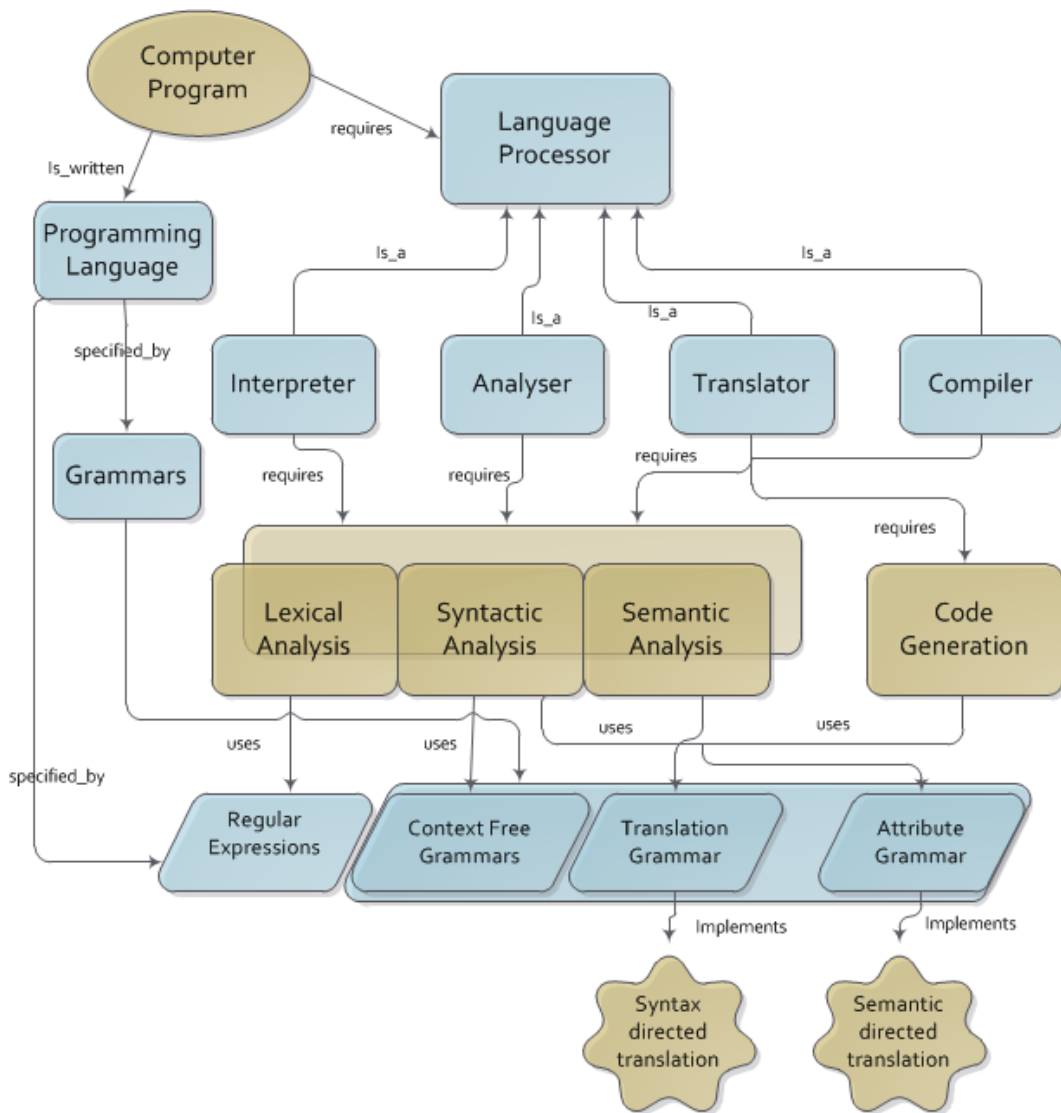 Computer
Program
requires
Language
Processor
Is_written
Programming
Language
Is_a
Is_a
Is_a
Is_a
specified_by
Interpreter
Analyser
Translator
Compiler
Grammars
requires
requires
requires
requires
Lexical
Analysis
Syntactic
Analysis
Semantic
Analysis
Code
Generation
uses
uses
uses
uses
specified_by
Regular
Expressions
Context Free
Grammars
Translation
Grammar
Attribute
Grammar
Implements
Implements
Syntax
directed
translation
Semantic
directed
translation